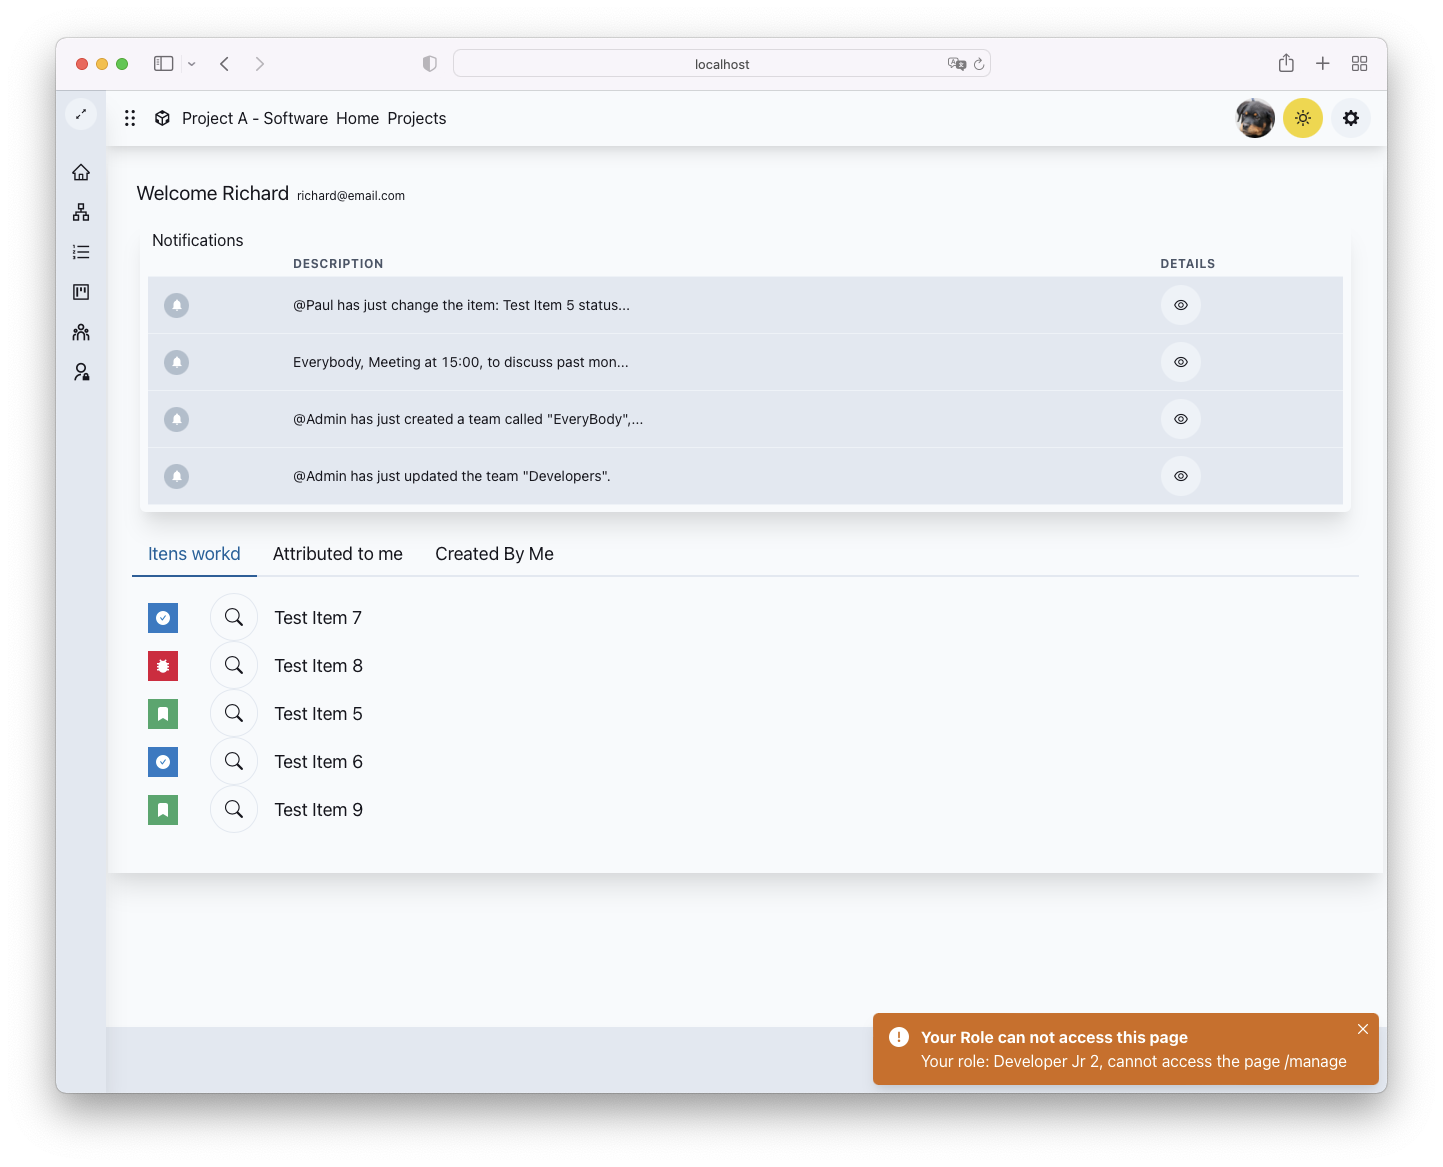 localhost
Project A - Software Home Projects
Welcome Richard richard@email.com
Notifications
DESCRIPTION DETAILS
@Paul has just change the item: Test Item 5 status...
Everybody, Meeting at 15:00, to discuss past mon...
@Admin has just created a team called "EveryBody",...
@Admin has just updated the team "Developers".
Itens workd Attributed to me Created By Me
Test Item 7
Test Item 8
Test Item 5
Test Item 6
Test Item 9
Your Role can not access this page
Your role: Developer Jr 2, cannot access the page /manage